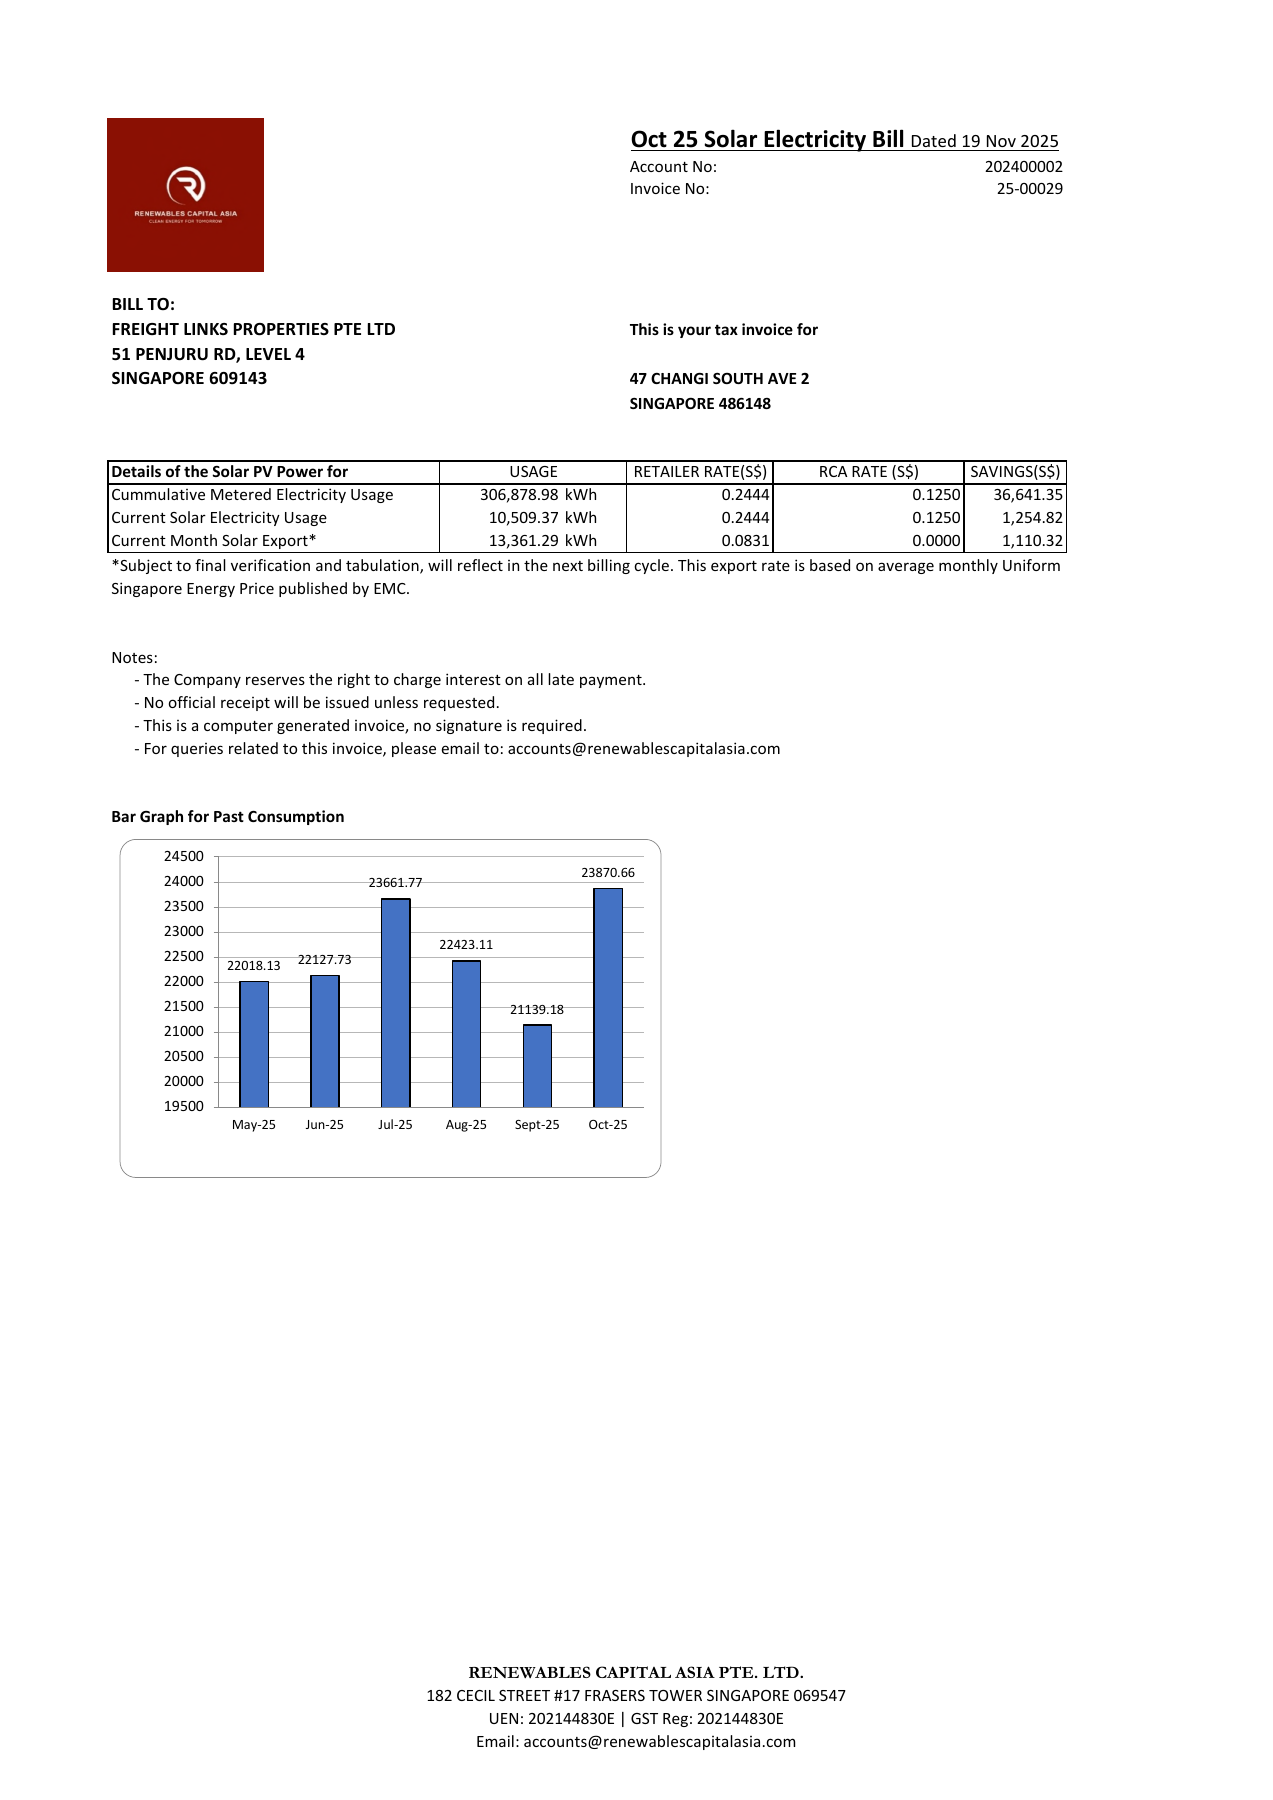 RENEWABLES CAPITAL ASIA
CLEAN ENERGY FOR TOMORROW
Oct 25 Solar Electricity Bill Dated 19 Nov 2025
Account No: 202400002
Invoice No: 25-00029
BILL TO:
FREIGHT LINKS PROPERTIES PTE LTD
51 PENJURU RD, LEVEL 4
SINGAPORE 609143
This is your tax invoice for
47 CHANGI SOUTH AVE 2
SINGAPORE 486148
Details of the Solar PV Power for USAGE RETAILER RATE(S$) RCA RATE (S$) SAVINGS(S$)
Cummulative Metered Electricity Usage 306,878.98 kWh 0.2444 0.1250 36,641.35
Current Solar Electricity Usage 10,509.37 kWh 0.2444 0.1250 1,254.82
Current Month Solar Export* 13,361.29 kWh 0.0831 0.0000 1,110.32
*Subject to final verification and tabulation, will reflect in the next billing cycle. This export rate is based on average monthly Uniform
Singapore Energy Price published by EMC.
Notes:
- The Company reserves the right to charge interest on all late payment.
- No official receipt will be issued unless requested.
- This is a computer generated invoice, no signature is required.
- For queries related to this invoice, please email to: accounts@renewablescapitalasia.com
Bar Graph for Past Consumption
24500
24000
23500
23000
22500
22000
21500
21000
20500
20000
19500
22018.13
22127.73
23661.77
22423.11
21139.18
23870.66
May-25 Jun-25 Jul-25 Aug-25 Sept-25 Oct-25
RENEWABLES CAPITAL ASIA PTE. LTD.
182 CECIL STREET #17 FRASERS TOWER SINGAPORE 069547
UEN: 202144830E | GST Reg: 202144830E
Email: accounts@renewablescapitalasia.com